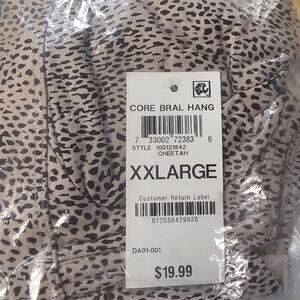 CORE BRAL HANG
7 33002 72383 6
STYLE 100121842
CHEETAH
XXLARGE
Customer Return Label
072556429920
DA01-001
$19.99